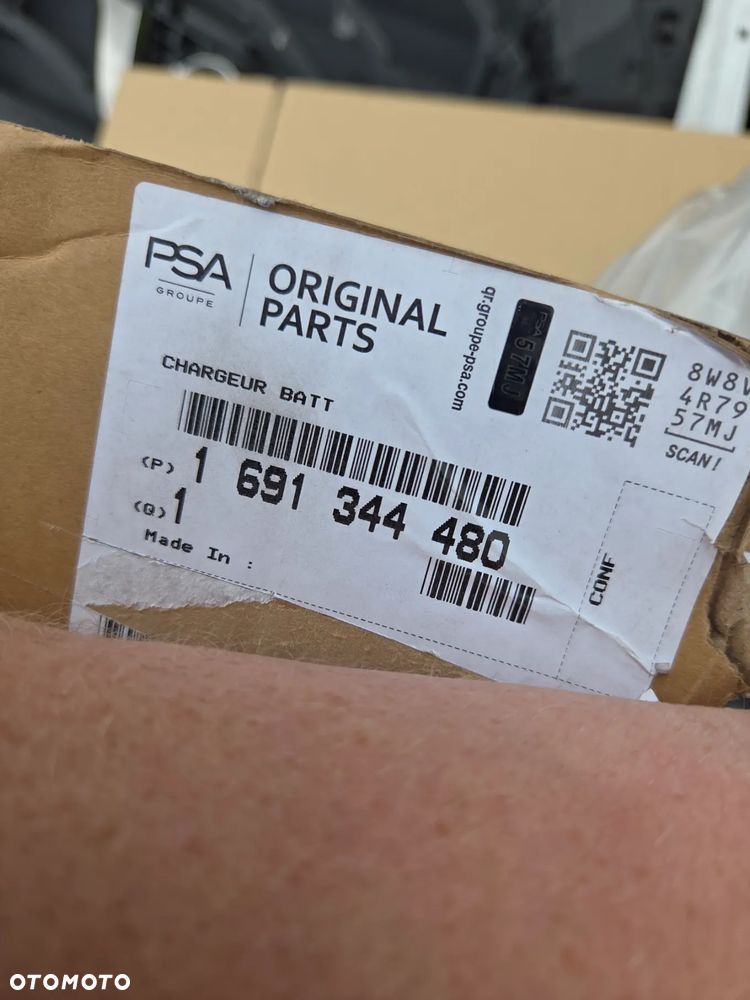 PSA
GROUPE
ORIGINAL
PARTS
qr.groupe-psa.com
PSA
57MJ
8W8V
4R79
57MJ
SCAN!
CHARGEUR BATT
(P) 1 691 344 480
(Q) 1
Made In :
CONF
OTOMOTO